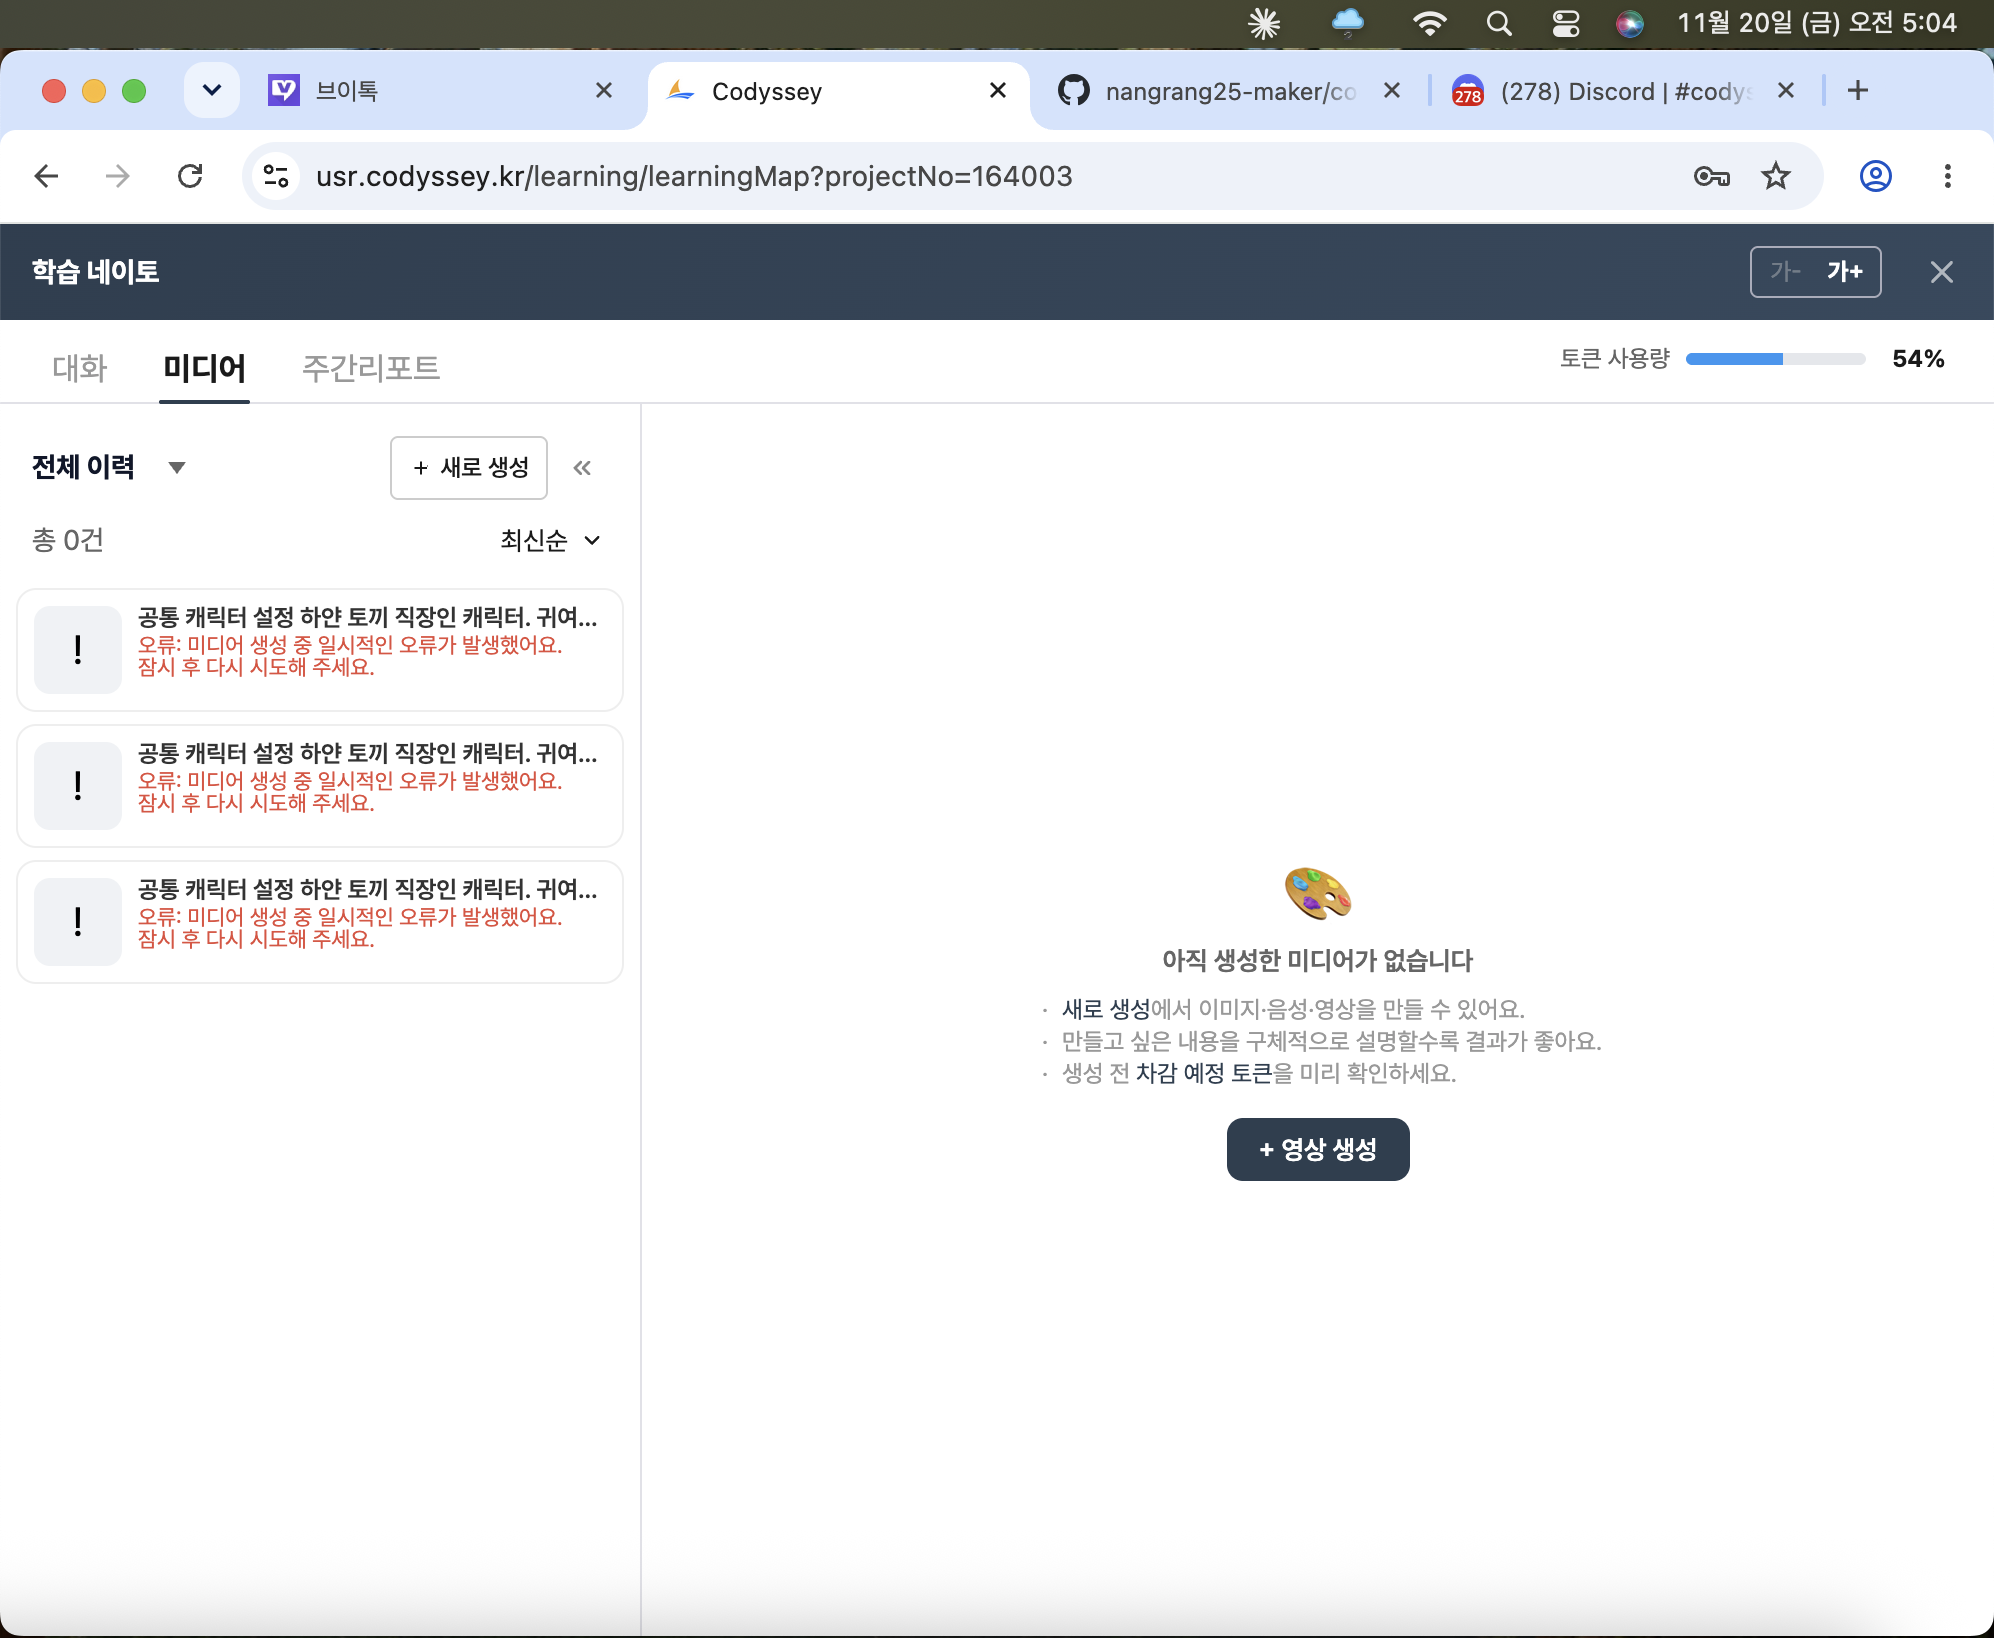 11월 20일 (금) 오전 5:04
브이톡
Codyssey
nangrang25-maker/co
278
(278) Discord | #codys
usr.codyssey.kr/learning/learningMap?projectNo=164003
학습 네이토
가- 가+
대화 미디어 주간리포트
토큰 사용량 54%
전체 이력
+ 새로 생성
총 0건
최신순
!
공통 캐릭터 설정 하얀 토끼 직장인 캐릭터. 귀여...
오류: 미디어 생성 중 일시적인 오류가 발생했어요.
잠시 후 다시 시도해 주세요.
!
공통 캐릭터 설정 하얀 토끼 직장인 캐릭터. 귀여...
오류: 미디어 생성 중 일시적인 오류가 발생했어요.
잠시 후 다시 시도해 주세요.
!
공통 캐릭터 설정 하얀 토끼 직장인 캐릭터. 귀여...
오류: 미디어 생성 중 일시적인 오류가 발생했어요.
잠시 후 다시 시도해 주세요.
아직 생성한 미디어가 없습니다
· 새로 생성에서 이미지·음성·영상을 만들 수 있어요.
· 만들고 싶은 내용을 구체적으로 설명할수록 결과가 좋아요.
· 생성 전 차감 예정 토큰을 미리 확인하세요.
+ 영상 생성